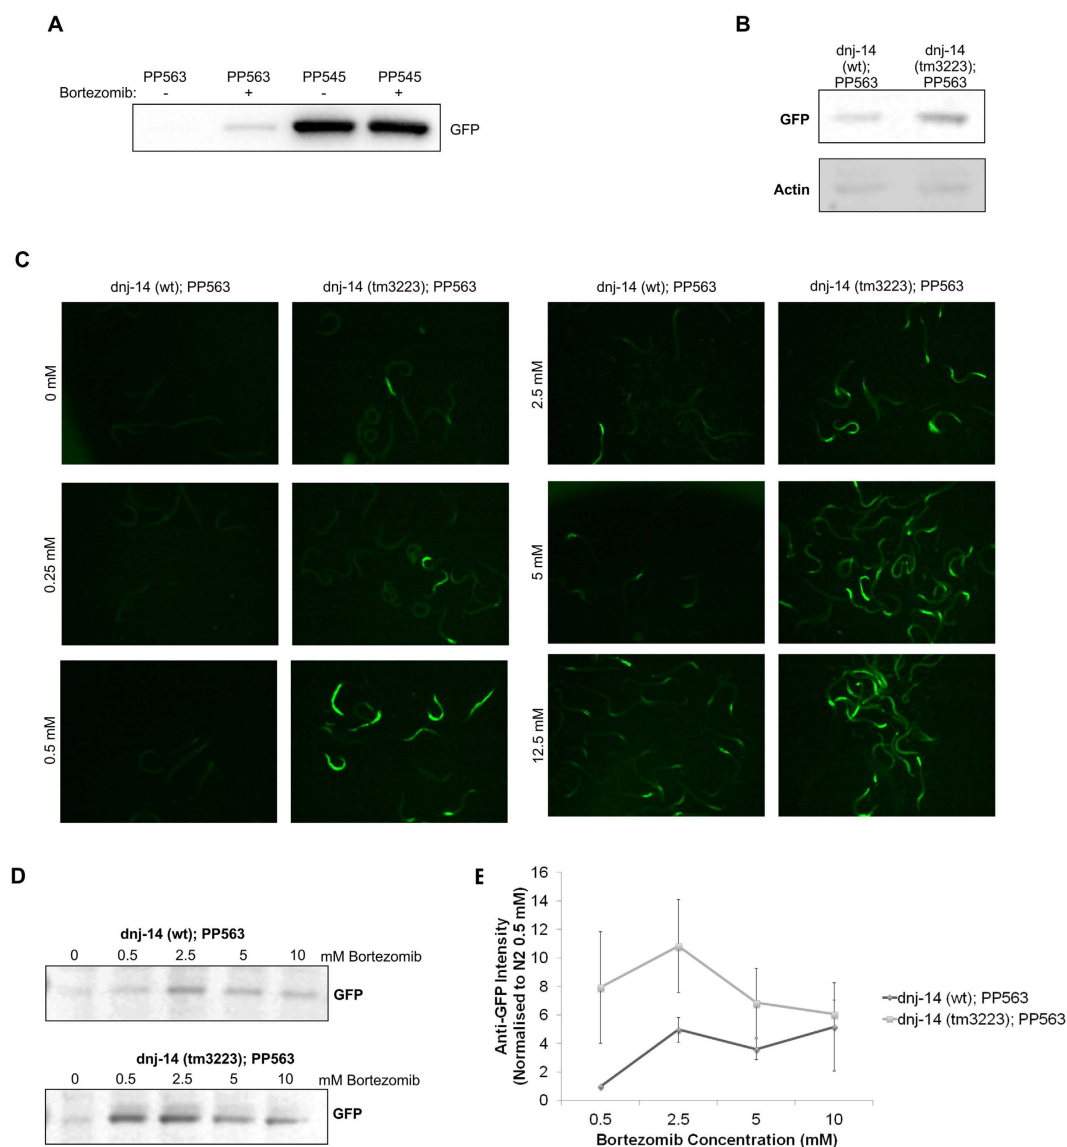 A
PP563 PP563 PP545 PP545
Bortezomib: - + - +
GFP
B
dnj-14 (wt); PP563
dnj-14 (tm3223); PP563
GFP
Actin
C
dnj-14 (wt); PP563 dnj-14 (tm3223); PP563 dnj-14 (wt); PP563 dnj-14 (tm3223); PP563
0 mM
2.5 mM
0.25 mM
5 mM
0.5 mM
12.5 mM
D
dnj-14 (wt); PP563
0 0.5 2.5 5 10 mM Bortezomib
GFP
dnj-14 (tm3223); PP563
0 0.5 2.5 5 10 mM Bortezomib
GFP
E
Anti-GFP Intensity
(Normalised to N2 0.5 mM)
16
14
12
10
8
6
4
2
0
0.5 2.5 5 10
Bortezomib Concentration (mM)
dnj-14 (wt); PP563
dnj-14 (tm3223); PP563